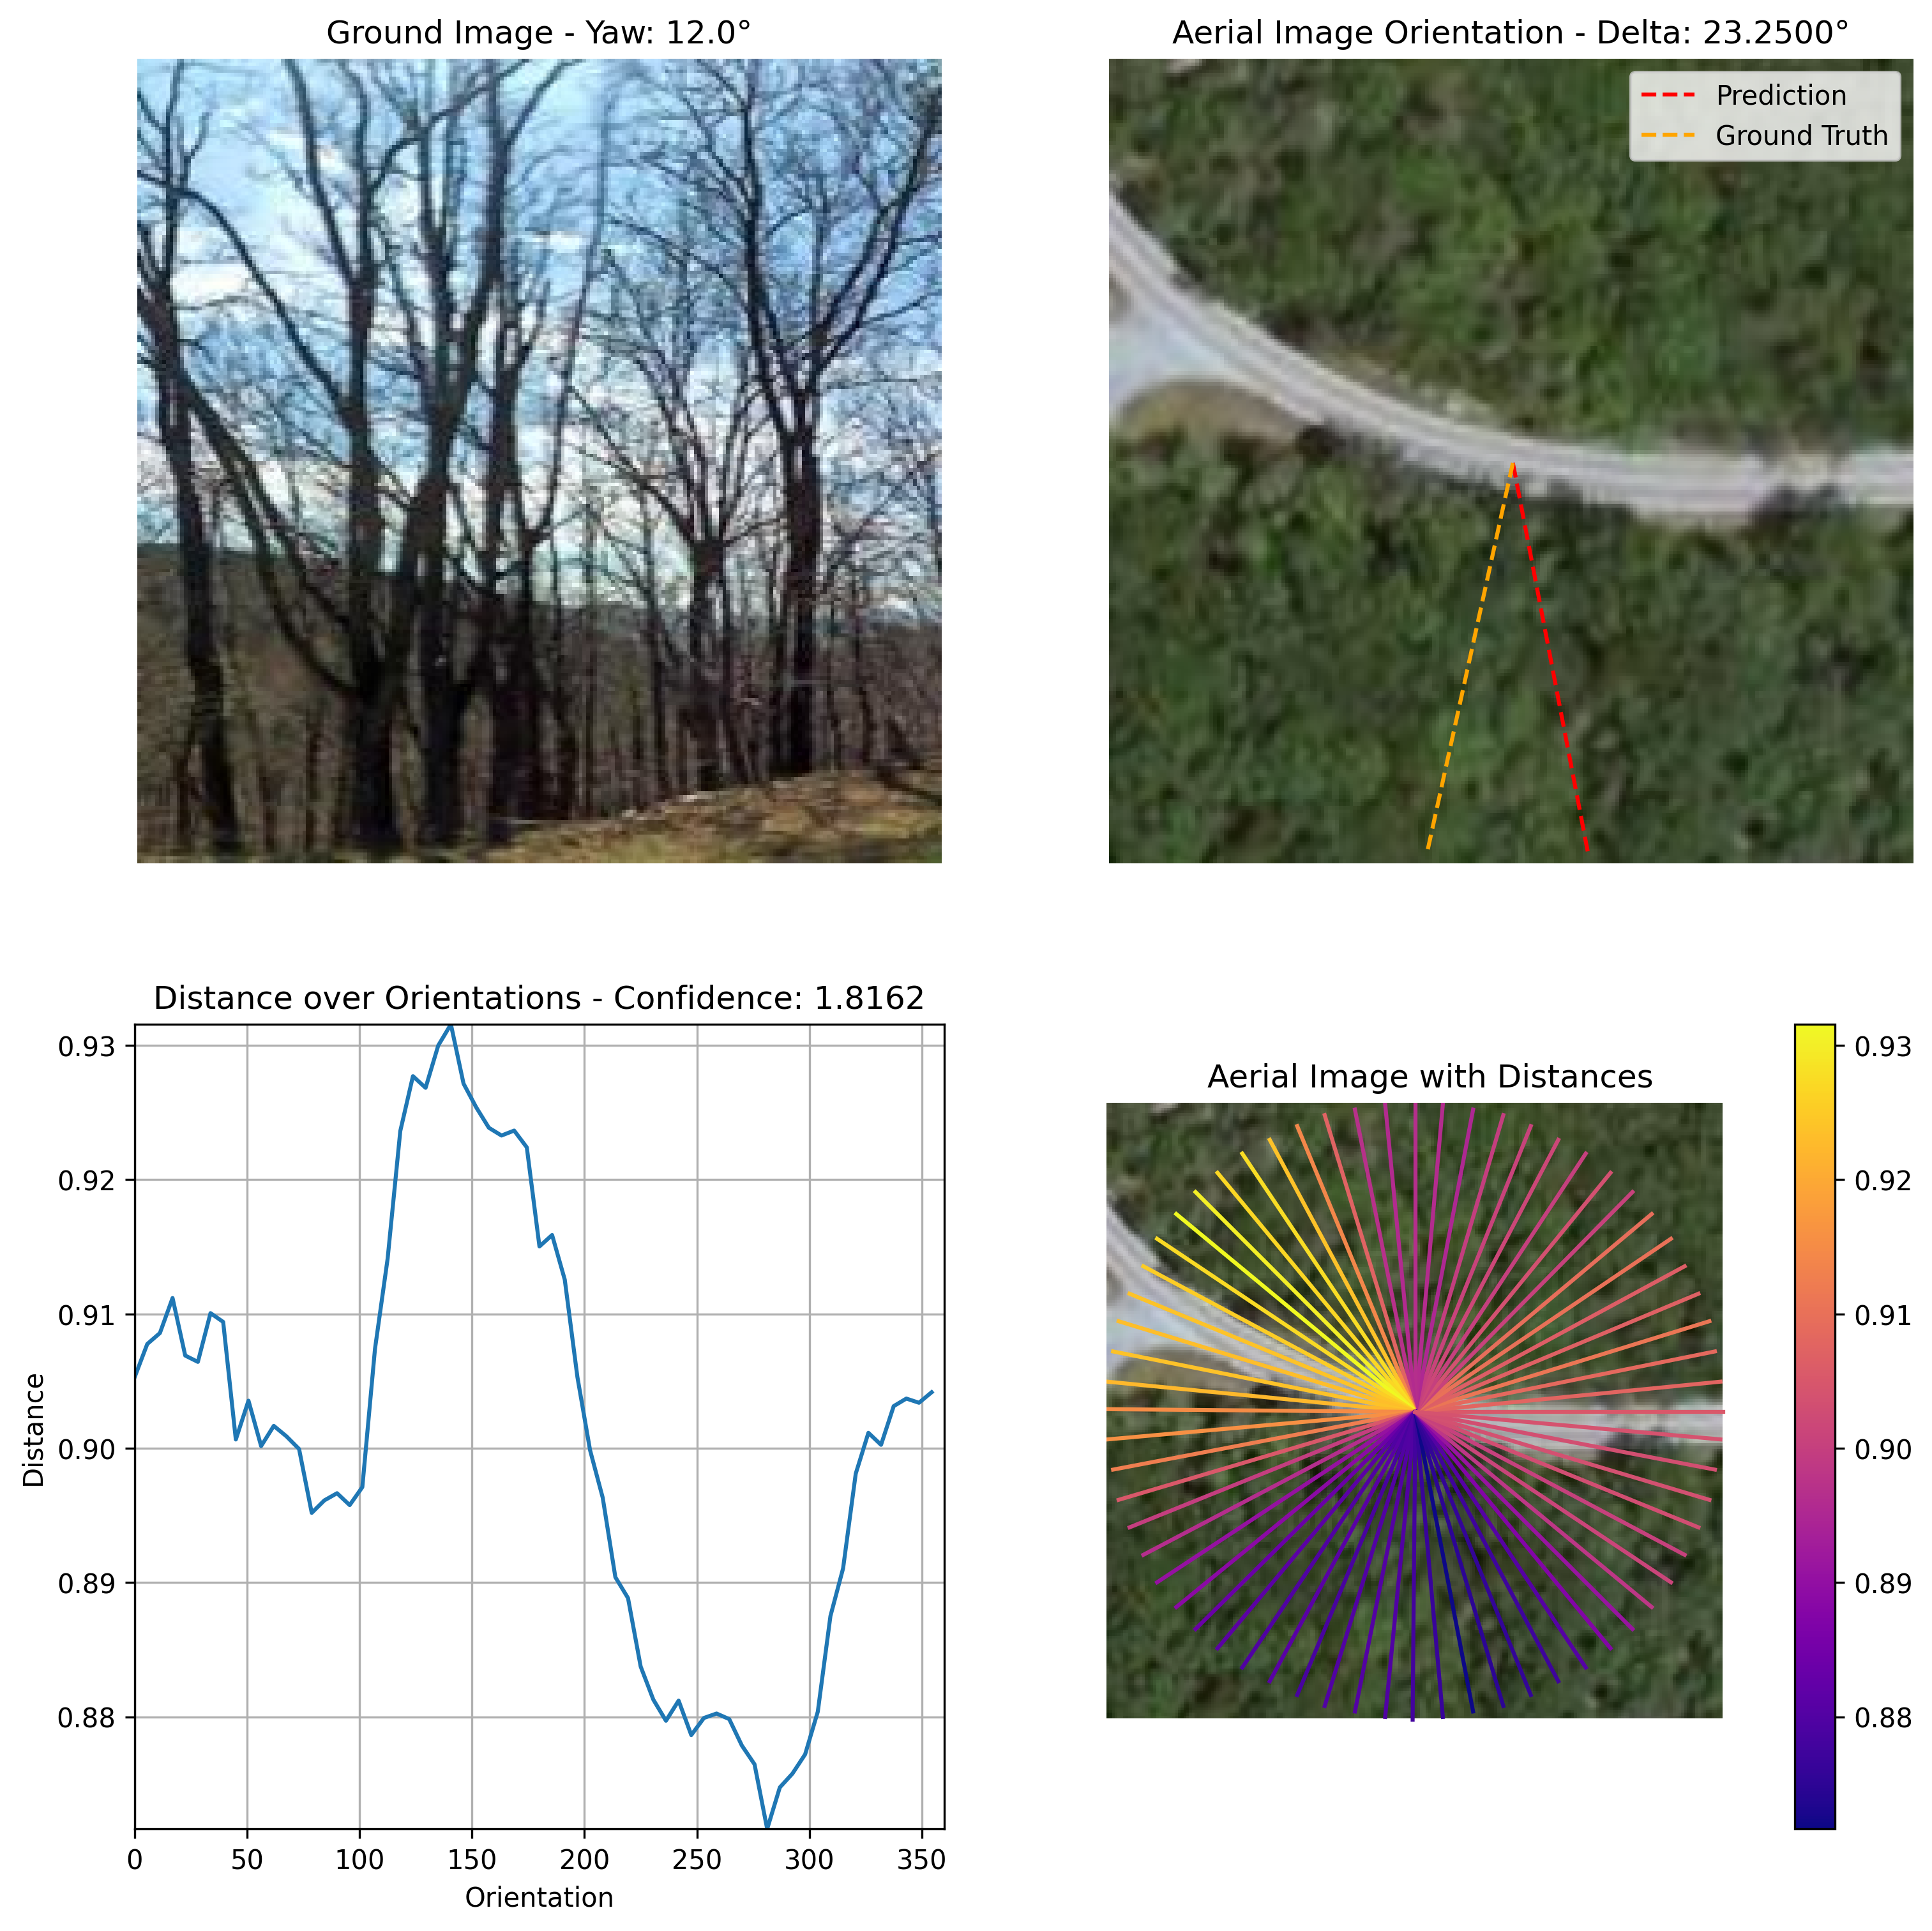 Ground Image - Yaw: 12.0°
Aerial Image Orientation - Delta: 23.2500°
Prediction
Ground Truth
Distance over Orientations - Confidence: 1.8162
0.93
0.92
0.91
0.90
0.89
0.88
Distance
0
50
100
150
200
250
300
350
Orientation
Aerial Image with Distances
0.93
0.92
0.91
0.90
0.89
0.88